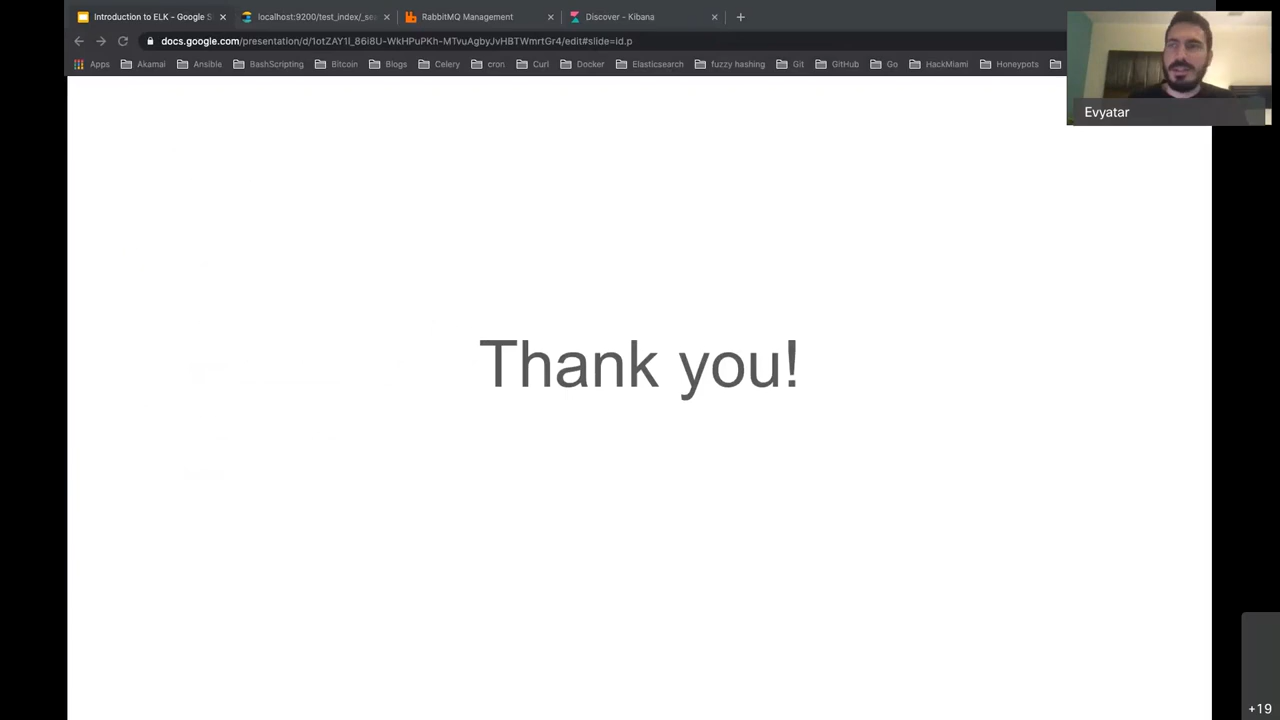 Introduction to ELK - Google S
localhost:9200/test_index/_sea
RabbitMQ Management
Discover - Kibana
docs.google.com/presentation/d/1otZAY1l_86i8U-WkHPuPKh-MTvuAgbyJvHBTWmrtGr4/edit#slide=id.p
Apps
Akamai
Ansible
BashScripting
Bitcoin
Blogs
Celery
cron
Curl
Docker
Elasticsearch
fuzzy hashing
Git
GitHub
Go
HackMiami
Honeypots
Evyatar
Thank you!
+19